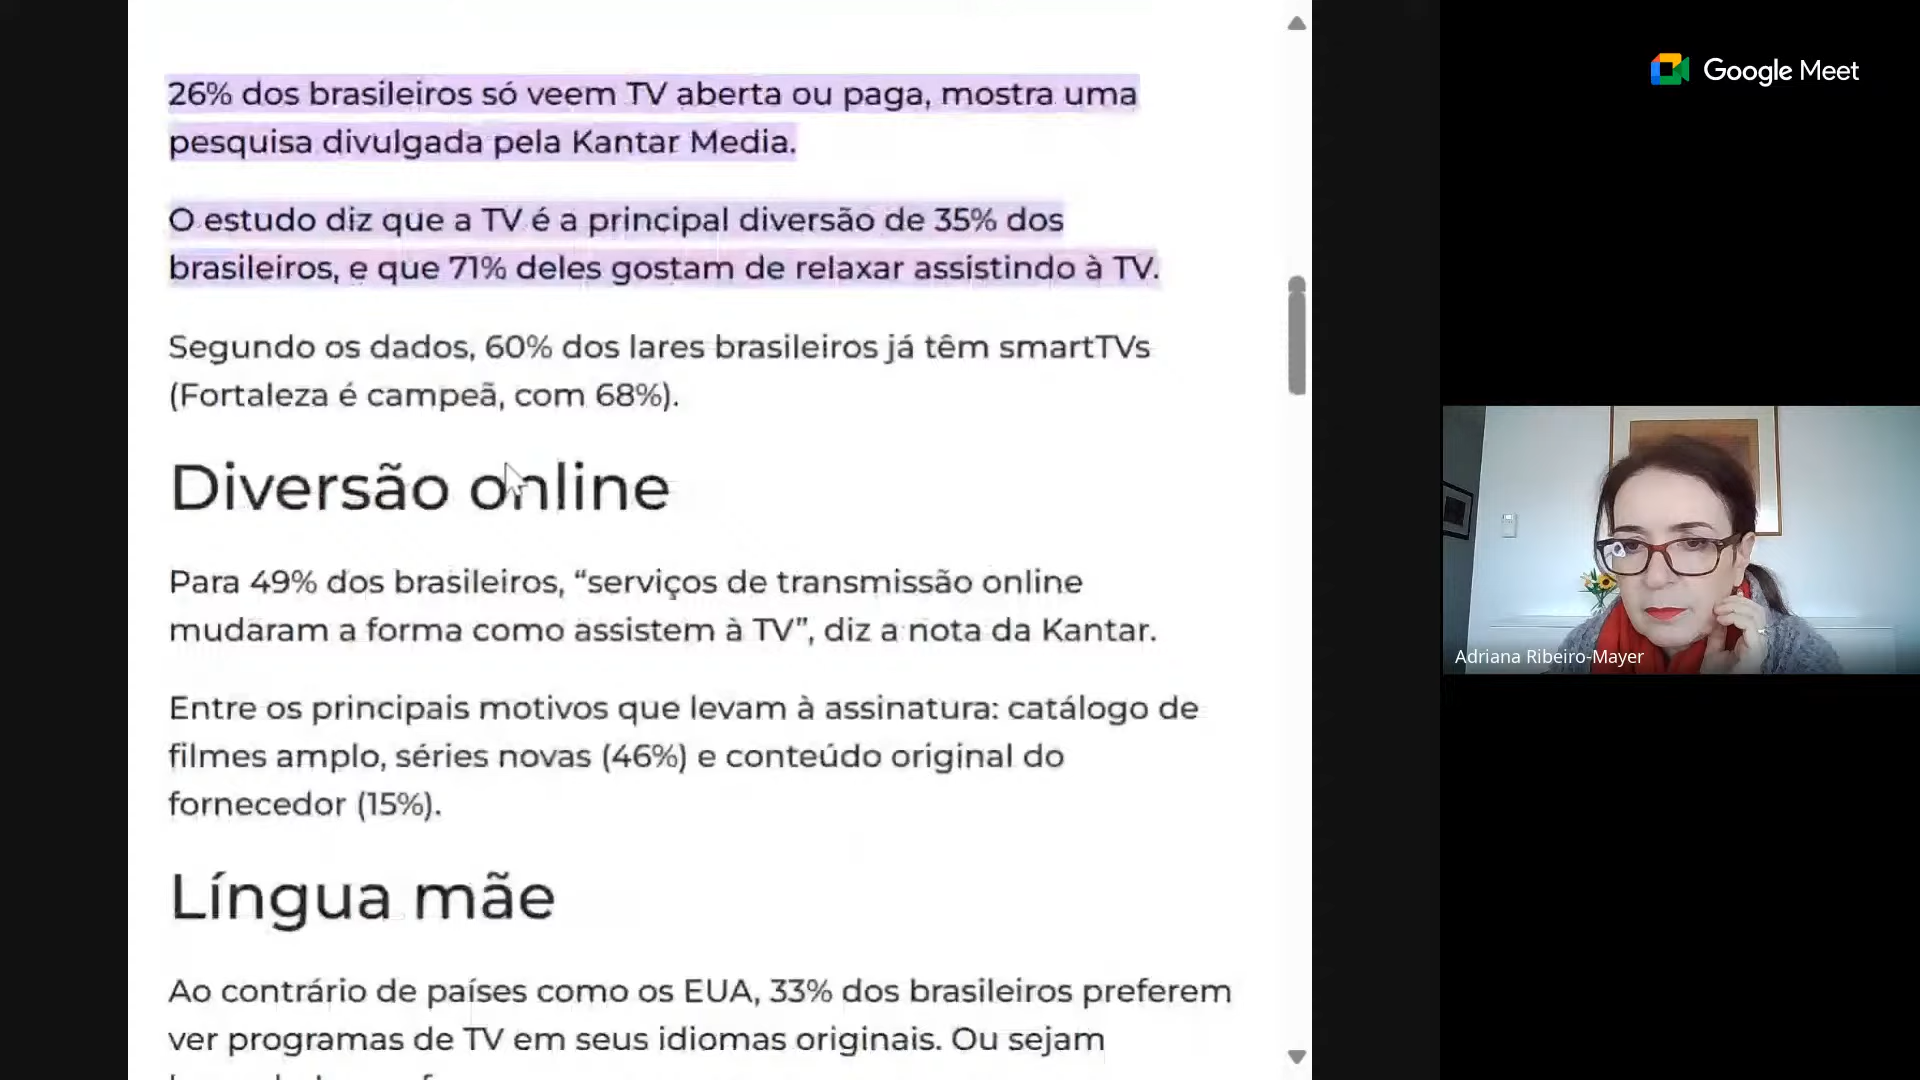 26% dos brasileiros só veem TV aberta ou paga, mostra uma
pesquisa divulgada pela Kantar Media.
O estudo diz que a TV é a principal diversão de 35% dos
brasileiros, e que 71% deles gostam de relaxar assistindo à TV.
Segundo os dados, 60% dos lares brasileiros já têm smartTVs
(Fortaleza é campeã, com 68%).
Diversão online
Para 49% dos brasileiros, “serviços de transmissão online
mudaram a forma como assistem à TV”, diz a nota da Kantar.
Entre os principais motivos que levam à assinatura: catálogo de
filmes amplo, séries novas (46%) e conteúdo original do
fornecedor (15%).
Língua mãe
Ao contrário de países como os EUA, 33% dos brasileiros preferem
ver programas de TV em seus idiomas originais. Ou sejam
Google Meet
Adriana Ribeiro-Mayer